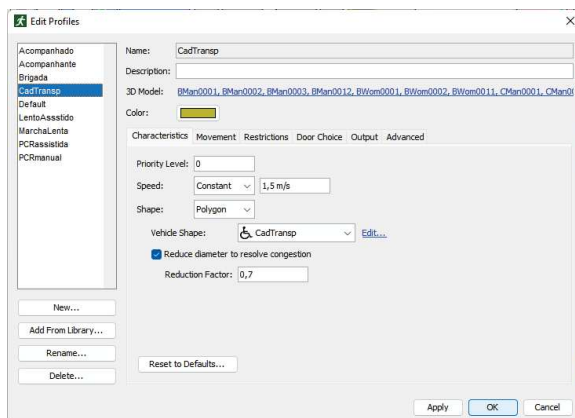 Edit Profiles
Acompanhado
Acompanhante
Brigada
CadTransp
Default
LentoAssstido
MarchaLenta
PCRassistida
PCRmanual
New...
Add From Library...
Rename...
Delete...
Name: CadTransp
Description:
3D Model: BMan0001, BMan0002, BMan0003, BMan0012, BWom0001, BWom0002, BWom0011, CMan0001, CMan0
Color:
Characteristics Movement Restrictions Door Choice Output Advanced
Priority Level: 0
Speed: Constant 1,5 m/s
Shape: Polygon
Vehicle Shape: CadTransp Edit...
Reduce diameter to resolve congestion
Reduction Factor: 0,7
Reset to Defaults...
Apply OK Cancel